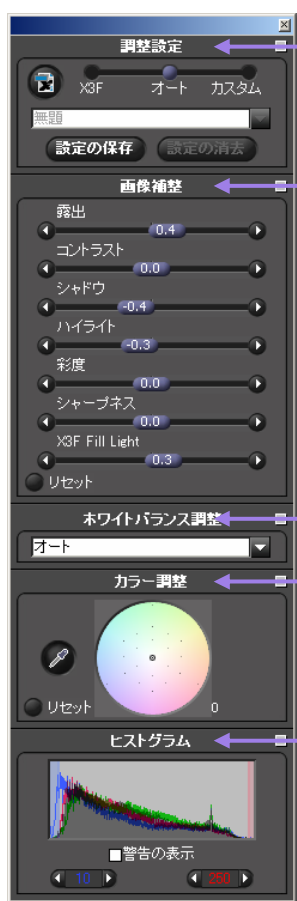 調整設定
X3F オート カスタム
無題
設定の保存 設定の消去
画像補整
露出
0.4
コントラスト
0.0
シャドウ
-0.4
ハイライト
-0.3
彩度
0.0
シャープネス
0.0
X3F Fill Light
0.3
リセット
ホワイトバランス調整
オート
カラー調整
リセット 0
ヒストグラム
警告の表示
10 250